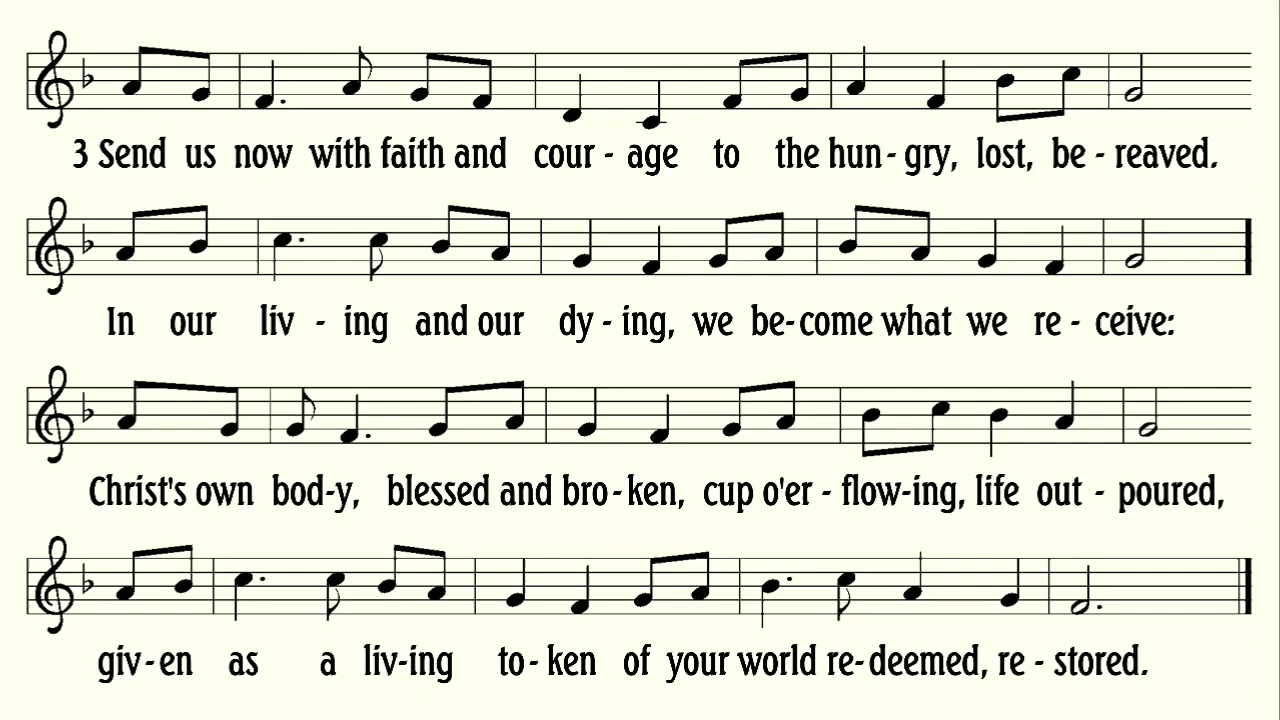 3 Send us now with faith and cour - age to the hun - gry, lost, be - reaved.
In our liv - ing and our dy - ing, we be - come what we re - ceive:
Christ's own bod - y, blessed and bro - ken, cup o'er - flow - ing, life out - poured,
giv - en as a liv - ing to - ken of your world re - deemed, re - stored.